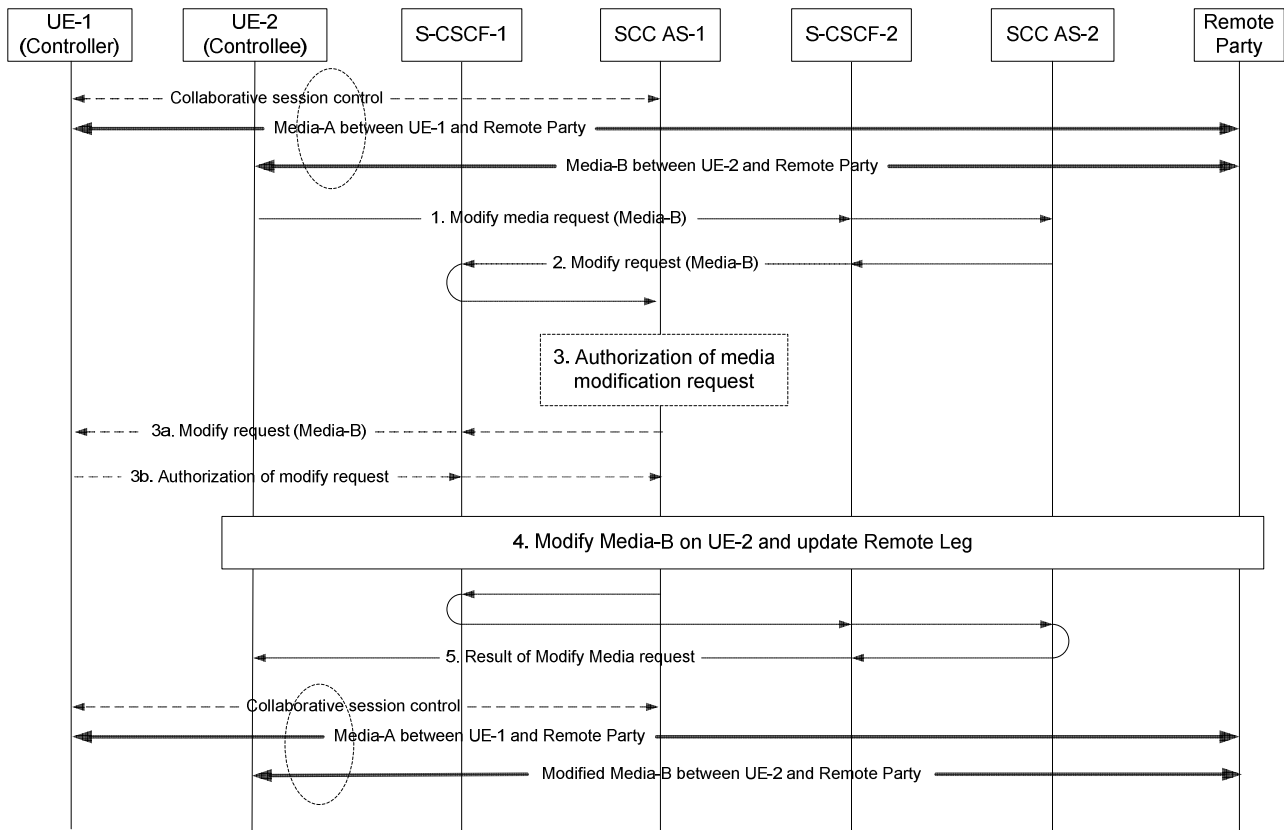 UE-1
(Controller)
UE-2
(Controllee)
S-CSCF-1
SCC AS-1
S-CSCF-2
SCC AS-2
Remote
Party
Collaborative session control
Media-A between UE-1 and Remote Party
Media-B between UE-2 and Remote Party
1. Modify media request (Media-B)
2. Modify request (Media-B)
3. Authorization of media
modification request
3a. Modify request (Media-B)
3b. Authorization of modify request
4. Modify Media-B on UE-2 and update Remote Leg
5. Result of Modify Media request
Collaborative session control
Media-A between UE-1 and Remote Party
Modified Media-B between UE-2 and Remote Party